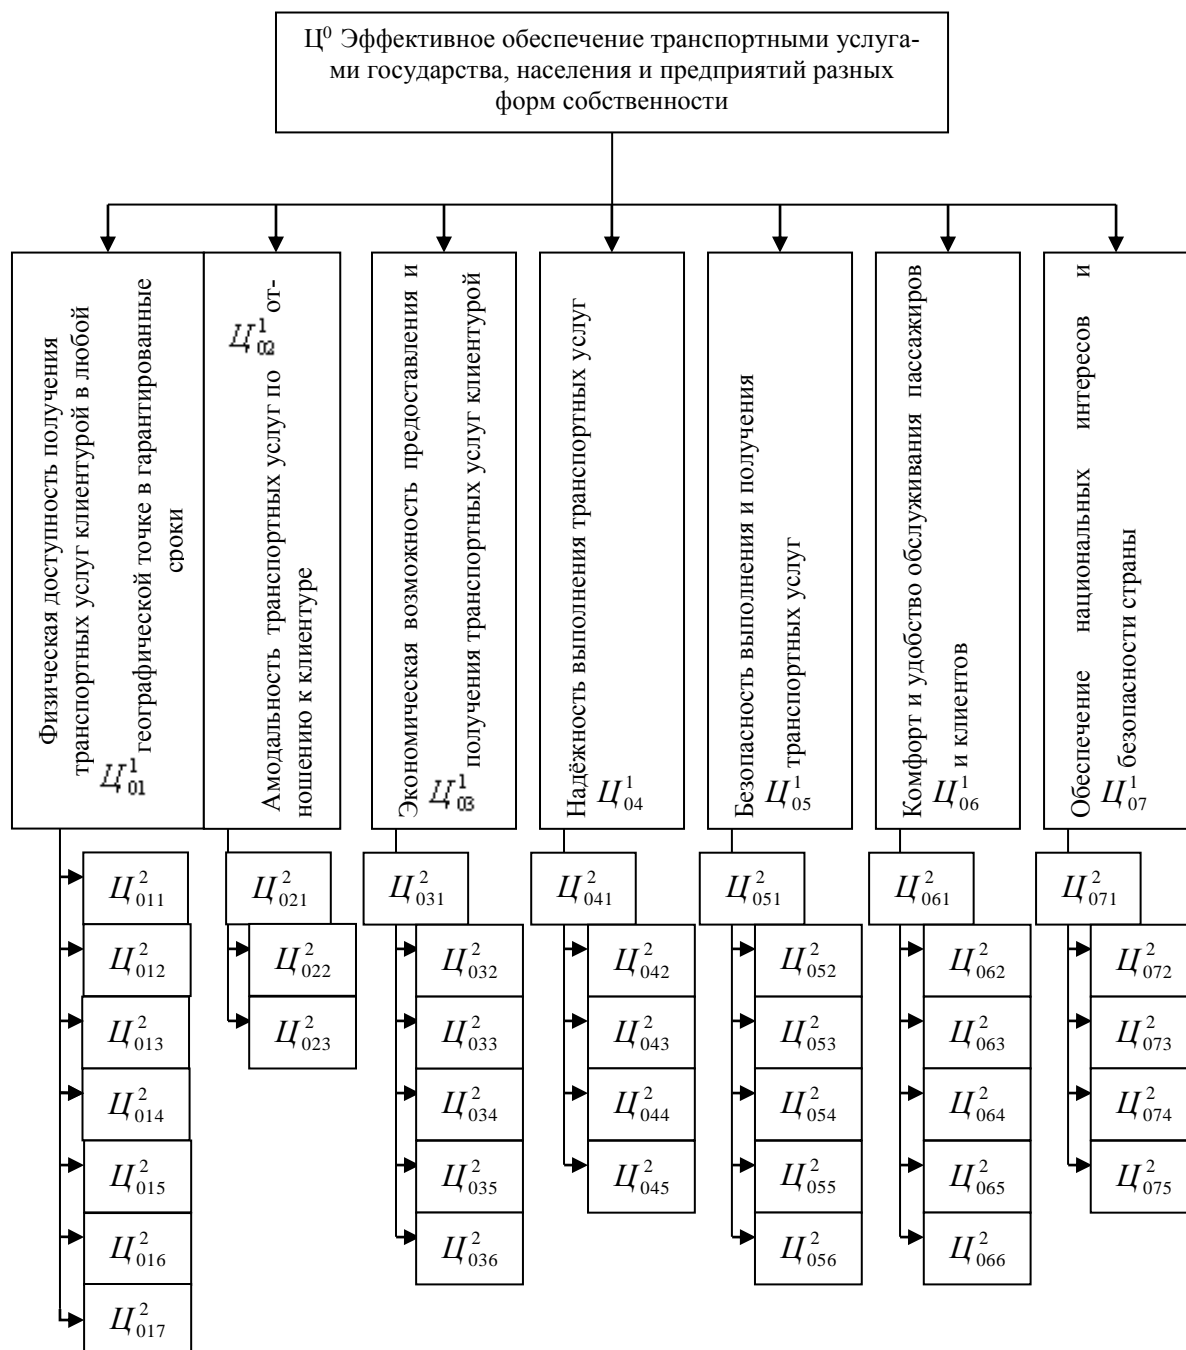 Ц⁰ Эффективное обеспечение транспортными услуга-
ми государства, населения и предприятий разных
форм собственности
Физическая доступность получения
транспортных услуг клиентурой в любой
Ц¹₀₁ географической точке в гарантированные
сроки
Амодальность транспортных услуг по Ц¹₀₂ от-
ношению к клиентуре
Экономическая возможность предоставления и
Ц¹₀₃ получения транспортных услуг клиентурой
Надёжность выполнения транспортных услуг
Ц¹₀₄
Безопасность выполнения и получения
Ц¹₀₅ транспортных услуг
Комфорт и удобство обслуживания пассажиров
Ц¹₀₆ и клиентов
Обеспечение национальных интересов и
Ц¹₀₇ безопасности страны
Ц²₀₁₁
Ц²₀₁₂
Ц²₀₁₃
Ц²₀₁₄
Ц²₀₁₅
Ц²₀₁₆
Ц²₀₁₇
Ц²₀₂₁
Ц²₀₂₂
Ц²₀₂₃
Ц²₀₃₁
Ц²₀₃₂
Ц²₀₃₃
Ц²₀₃₄
Ц²₀₃₅
Ц²₀₃₆
Ц²₀₄₁
Ц²₀₄₂
Ц²₀₄₃
Ц²₀₄₄
Ц²₀₄₅
Ц²₀₅₁
Ц²₀₅₂
Ц²₀₅₃
Ц²₀₅₄
Ц²₀₅₅
Ц²₀₅₆
Ц²₀₆₁
Ц²₀₆₂
Ц²₀₆₃
Ц²₀₆₄
Ц²₀₆₅
Ц²₀₆₆
Ц²₀₇₁
Ц²₀₇₂
Ц²₀₇₃
Ц²₀₇₄
Ц²₀₇₅